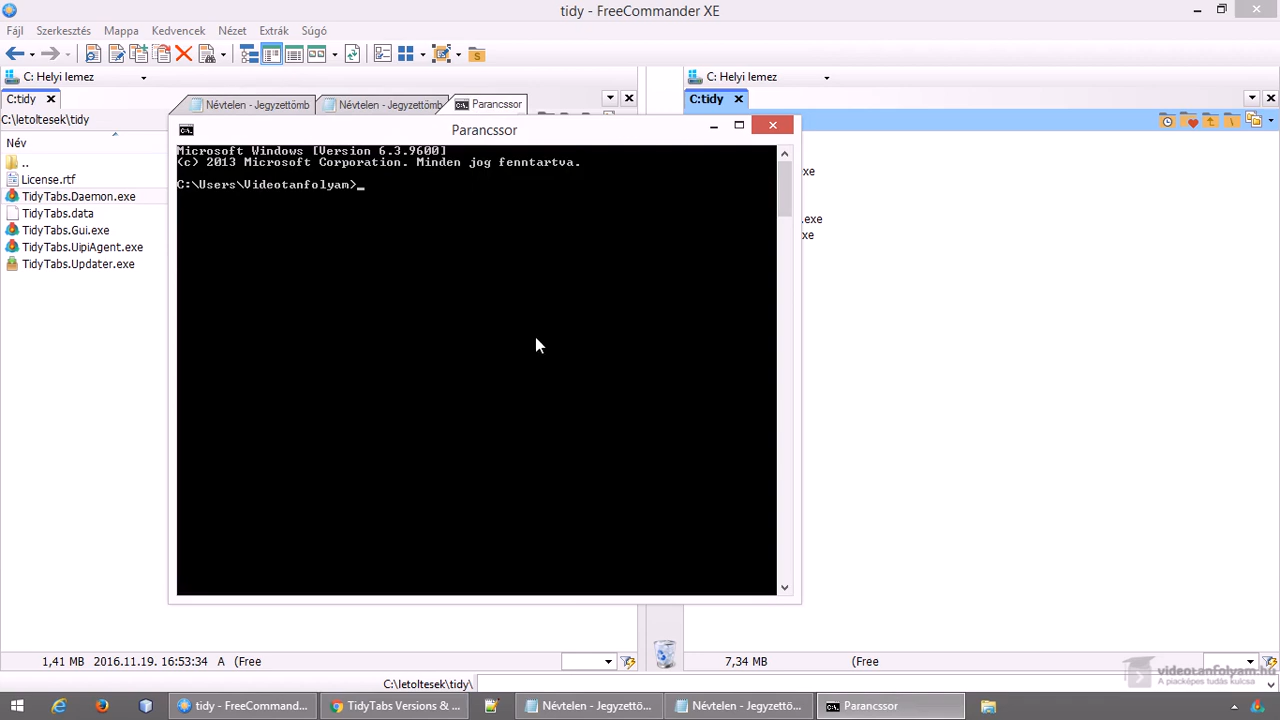 tidy - FreeCommander XE
Fájl Szerkesztés Mappa Kedvencek Nézet Extrák Súgó
C: Helyi lemez
C: Helyi lemez
C:tidy
Névtelen - Jegyzettömb
Névtelen - Jegyzettömb
Parancssor
C:tidy
C:\letoltesek\tidy
Parancssor
Név
..
License.rtf
TidyTabs.Daemon.exe
TidyTabs.data
TidyTabs.Gui.exe
TidyTabs.UipiAgent.exe
TidyTabs.Updater.exe
Microsoft Windows [Version 6.3.9600]
(c) 2013 Microsoft Corporation. Minden jog fenntartva.
C:\Users\Videotanfolyam>_
xe
.exe
xe
1,41 MB 2016.11.19. 16:53:34 A (Free
7,34 MB (Free
C:\letoltesek\tidy\
videotanfolyam.hu
A piacképes tudás kulcsa
tidy - FreeCommand...
TidyTabs Versions & ...
Névtelen - Jegyzettö...
Névtelen - Jegyzettö...
Parancssor